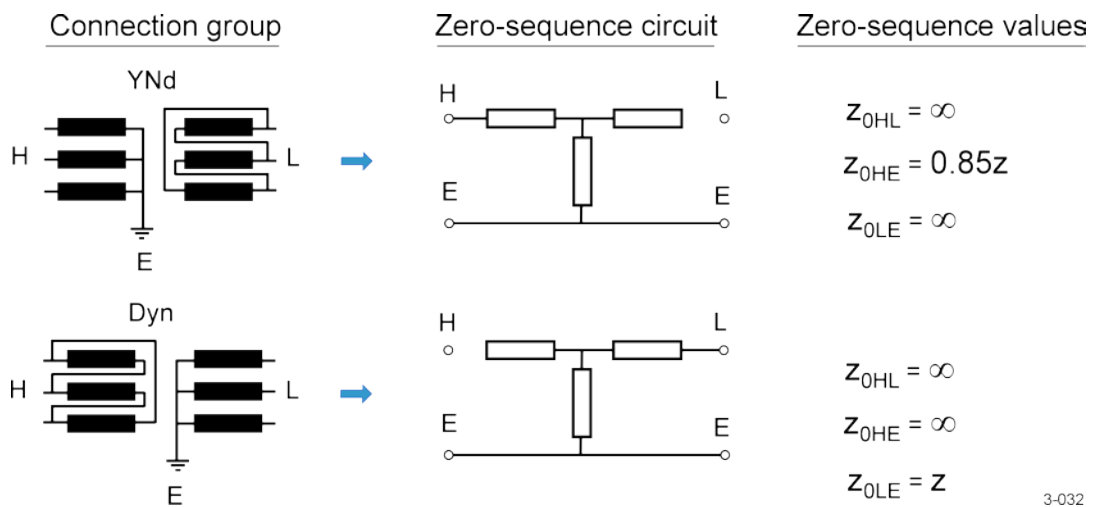 Connection group
Zero-sequence circuit
Zero-sequence values
YNd
H
L
E
H
L
E
E
z0HL = ∞
z0HE = 0.85z
z0LE = ∞
Dyn
H
L
E
H
L
E
E
z0HL = ∞
z0HE = ∞
z0LE = z
3-032